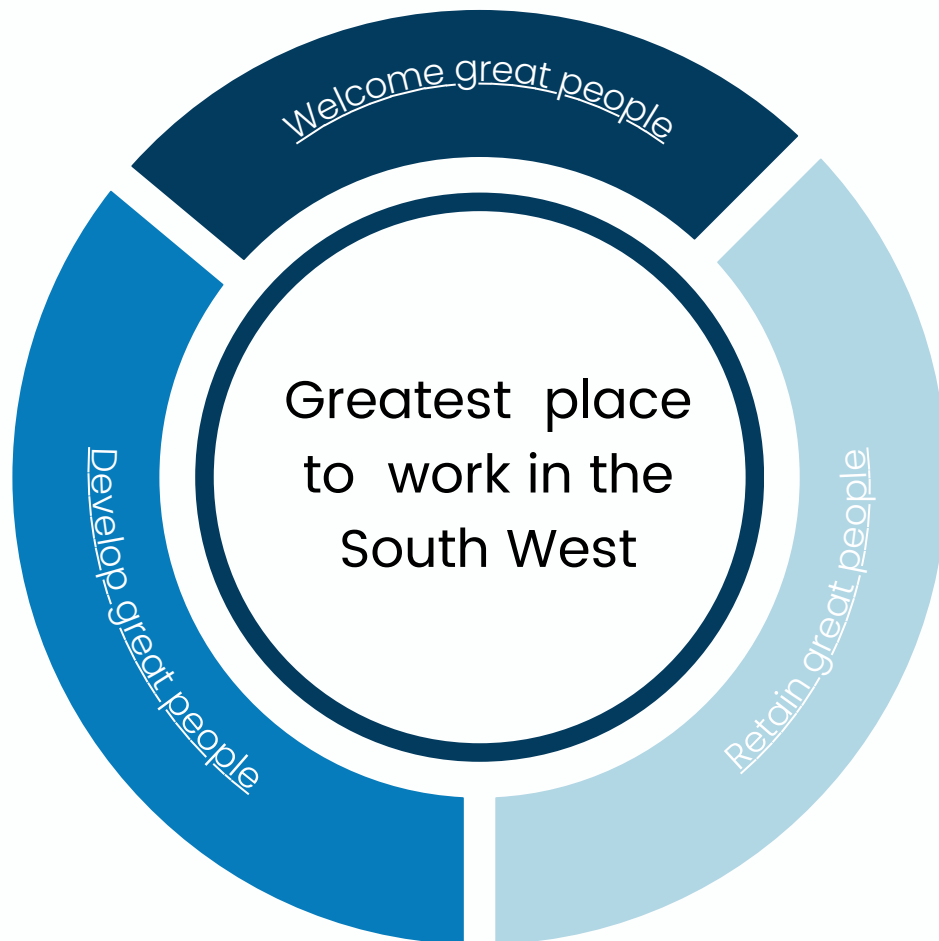 Welcome great people
Greatest place
to work in the
South West
Develop great people
Retain great people